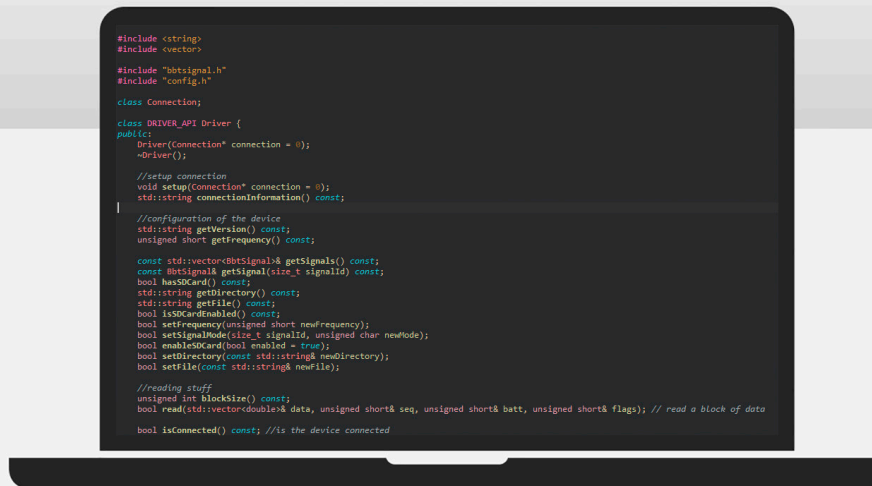 #include <string>
#include <vector>
#include "bbtsignal.h"
#include "config.h"
class Connection;
class DRIVER_API Driver {
public:
Driver(Connection* connection = 0);
~Driver();
//setup connection
void setup(Connection* connection = 0);
std::string connectionInformation() const;
//configuration of the device
std::string getVersion() const;
unsigned short getFrequency() const;
const std::vector<BbtSignal>& getSignals() const;
const BbtSignal& getSignal(size_t signalId) const;
bool hasSDCard() const;
std::string getDirectory() const;
std::string getFile() const;
bool isSDCardEnabled() const;
bool setFrequency(unsigned short newFrequency);
bool setSignalMode(size_t signalId, unsigned char newMode);
bool enableSDCard(bool enabled = true);
bool setDirectory(const std::string& newDirectory);
bool setFile(const std::string& newFile);
//reading stuff
unsigned int blockSize() const;
bool read(std::vector<double>& data, unsigned short& seq, unsigned short& batt, unsigned short& flags); // read a block of data
bool isConnected() const; //is the device connected